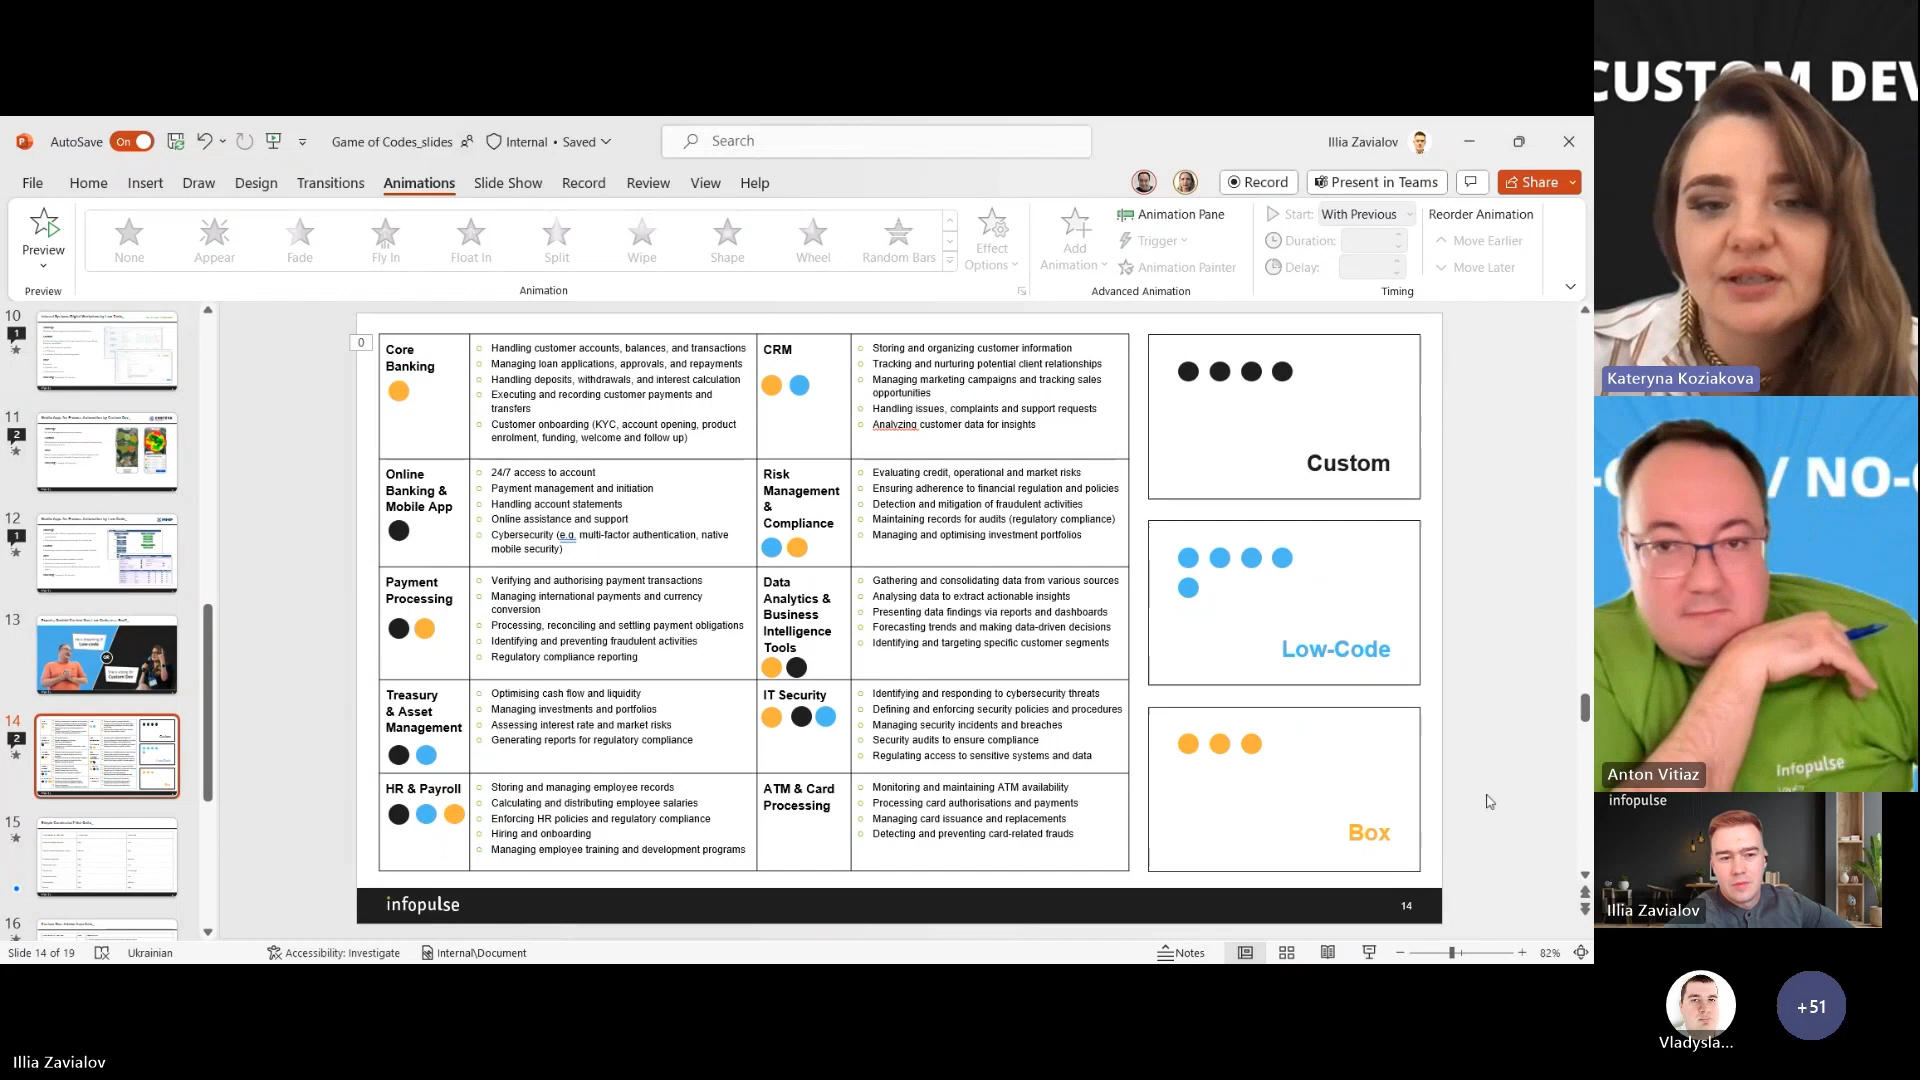 CUSTOM DEV
AutoSave On
Game of Codes_slides
Internal • Saved
Search
Illia Zavialov
File Home Insert Draw Design Transitions Animations Slide Show Record Review View Help
Record
Present in Teams
Share
Preview
Preview
None Appear Fade Fly In Float In Split Wipe Shape Wheel Random Bars
Animation
Effect
Options
Add
Animation
Animation Pane
Trigger
Animation Painter
Advanced Animation
Start: With Previous
Duration:
Delay:
Timing
Reorder Animation
Move Earlier
Move Later
10
1
11
2
12
1
13
14
2
15
16
0
Core
Banking
Handling customer accounts, balances, and transactions
Managing loan applications, approvals, and repayments
Handling deposits, withdrawals, and interest calculation
Executing and recording customer payments and
transfers
Customer onboarding (KYC, account opening, product
enrolment, funding, welcome and follow up)
CRM
Storing and organizing customer information
Tracking and nurturing potential client relationships
Managing marketing campaigns and tracking sales
opportunities
Handling issues, complaints and support requests
Analyzing customer data for insights
Online
Banking &
Mobile App
24/7 access to account
Payment management and initiation
Handling account statements
Online assistance and support
Cybersecurity (e.g. multi-factor authentication, native
mobile security)
Risk
Management
&
Compliance
Evaluating credit, operational and market risks
Ensuring adherence to financial regulation and policies
Detection and mitigation of fraudulent activities
Maintaining records for audits (regulatory compliance)
Managing and optimising investment portfolios
Payment
Processing
Verifying and authorising payment transactions
Managing international payments and currency
conversion
Processing, reconciling and settling payment obligations
Identifying and preventing fraudulent activities
Regulatory compliance reporting
Data
Analytics &
Business
Intelligence
Tools
Gathering and consolidating data from various sources
Analysing data to extract actionable insights
Presenting data findings via reports and dashboards
Forecasting trends and making data-driven decisions
Identifying and targeting specific customer segments
Treasury
& Asset
Management
Optimising cash flow and liquidity
Managing investments and portfolios
Assessing interest rate and market risks
Generating reports for regulatory compliance
IT Security
Identifying and responding to cybersecurity threats
Defining and enforcing security policies and procedures
Managing security incidents and breaches
Security audits to ensure compliance
Regulating access to sensitive systems and data
HR & Payroll
Storing and managing employee records
Calculating and distributing employee salaries
Enforcing HR policies and regulatory compliance
Hiring and onboarding
Managing employee training and development programs
ATM & Card
Processing
Monitoring and maintaining ATM availability
Processing card authorisations and payments
Managing card issuance and replacements
Detecting and preventing card-related frauds
Custom
Low-Code
Box
infopulse
14
Slide 14 of 19
Ukrainian
Accessibility: Investigate
Internal\Document
Notes
82%
Kateryna Koziakova
/ NO-
infopulse
Anton Vitiaz
infopulse
Illia Zavialov
Vladysla...
+51
Illia Zavialov